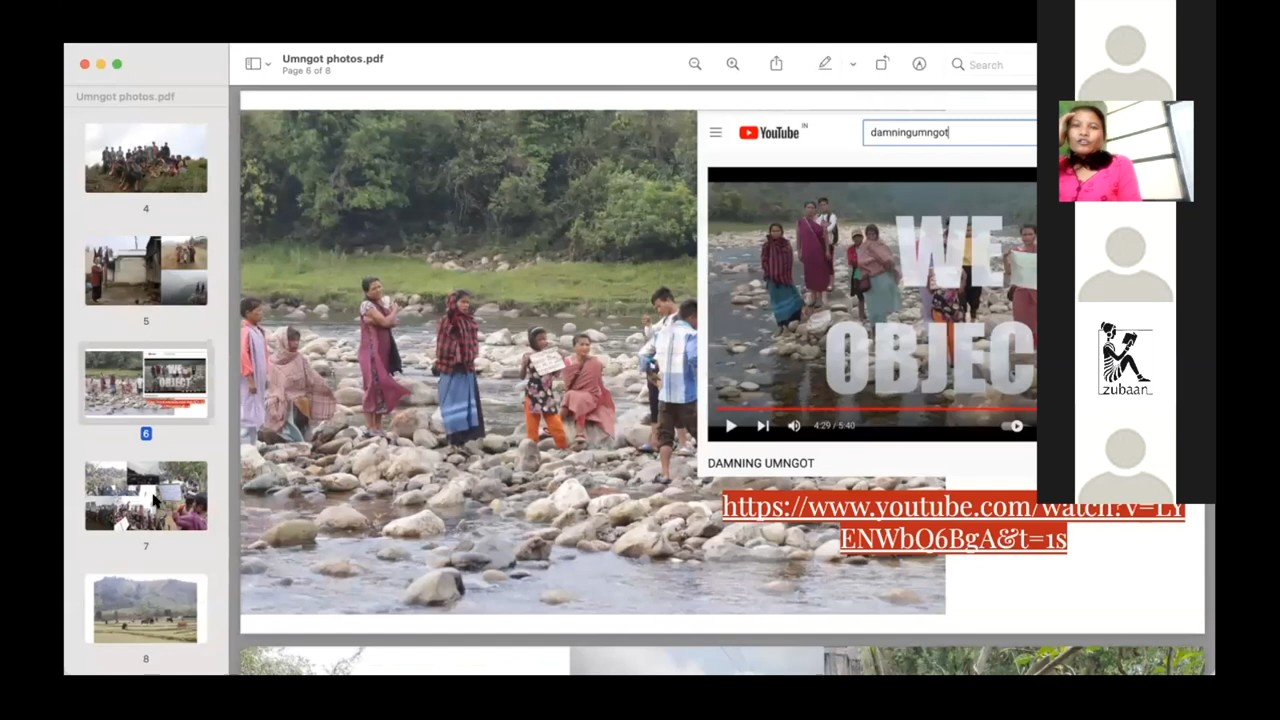 Umngot photos.pdf
Page 6 of 8
Search
Umngot photos.pdf
4
5
6
7
8
YouTube IN
damningumngot
WE
OBJEC
4:29 / 5:40
DAMNING UMNGOT
https://www.youtube.com/watch?v=LY
ENWbQ6BgA&t=1s
zubaan